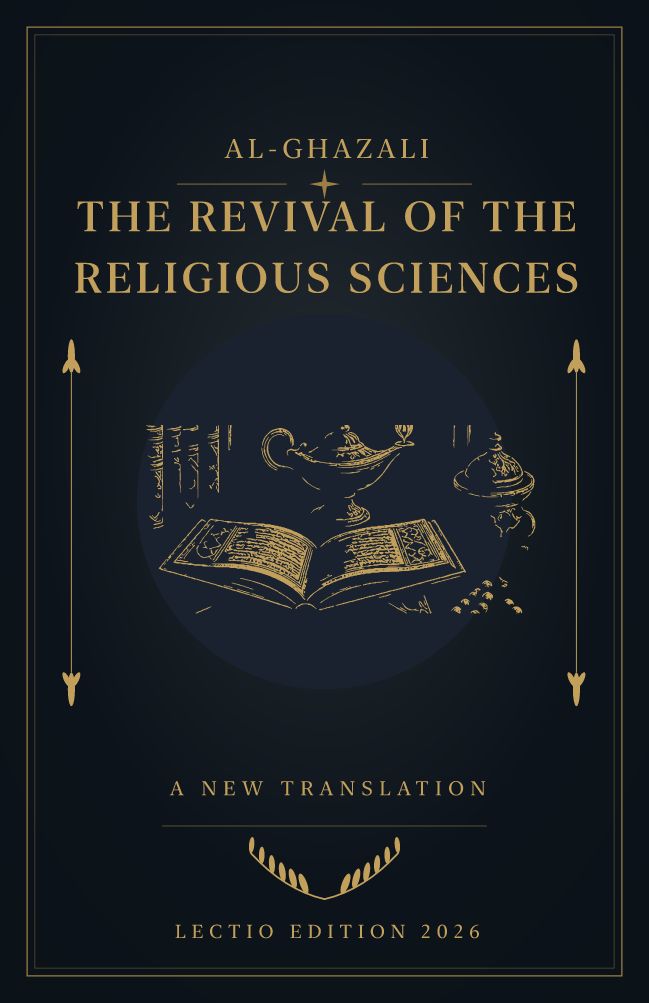 AL-GHAZALI
THE REVIVAL OF THE
RELIGIOUS SCIENCES
A NEW TRANSLATION
LECTIO EDITION 2026